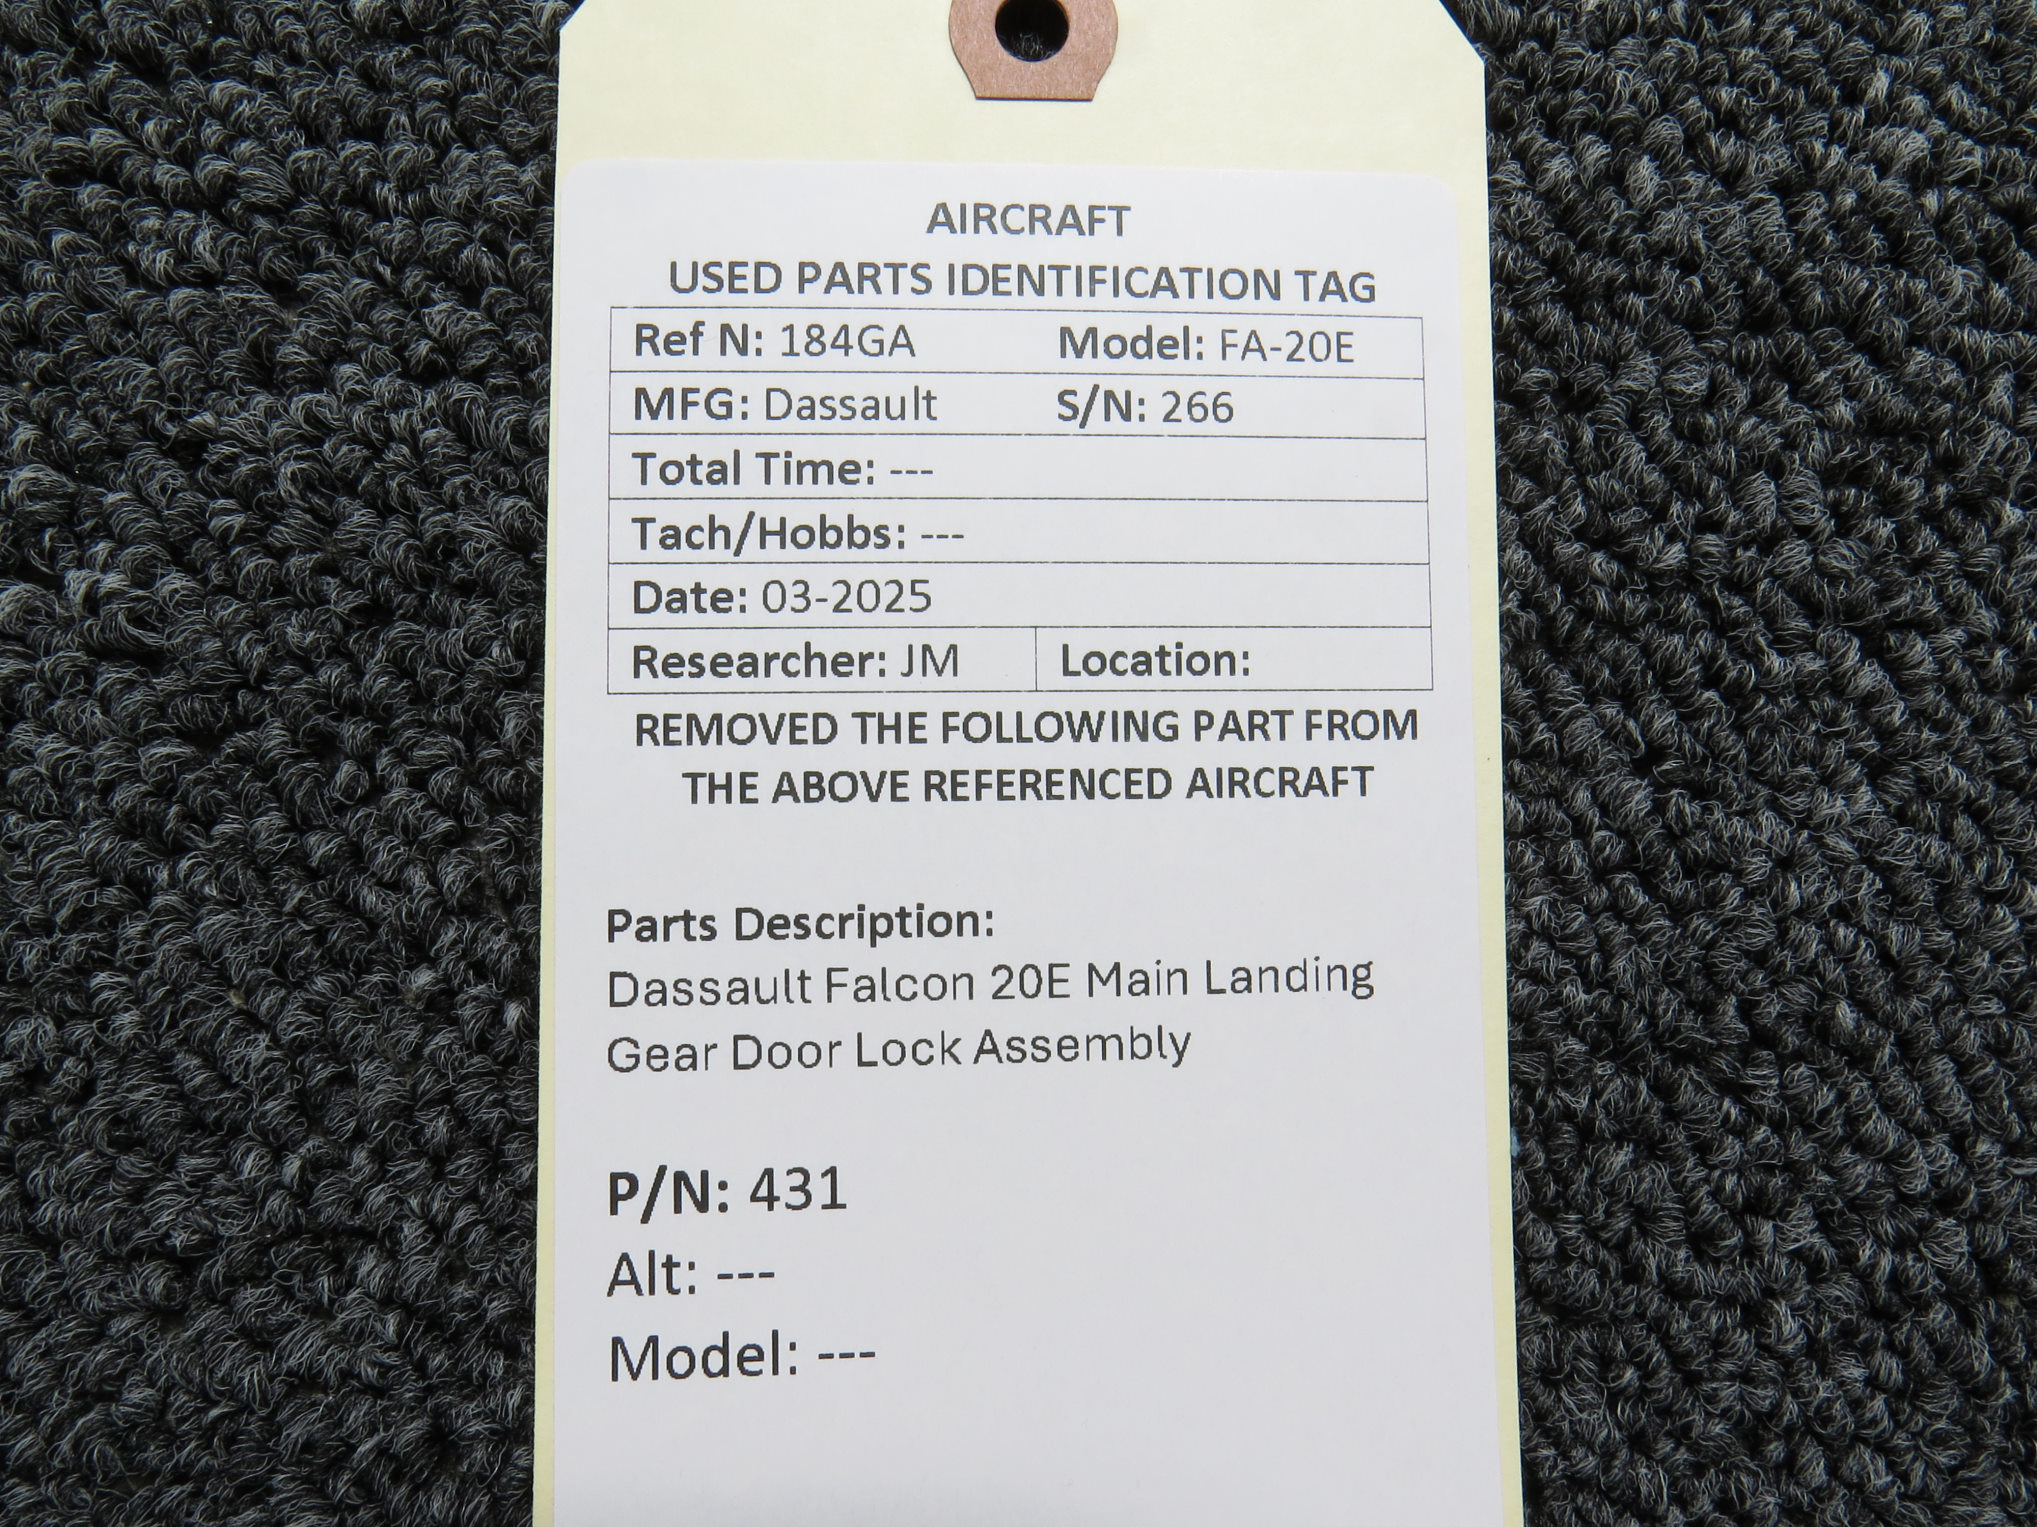 AIRCRAFT
USED PARTS IDENTIFICATION TAG
Ref N: 184GA Model: FA-20E
MFG: Dassault S/N: 266
Total Time: ---
Tach/Hobbs: ---
Date: 03-2025
Researcher: JM Location:
REMOVED THE FOLLOWING PART FROM
THE ABOVE REFERENCED AIRCRAFT
Parts Description:
Dassault Falcon 20E Main Landing
Gear Door Lock Assembly
P/N: 431
Alt: ---
Model: ---